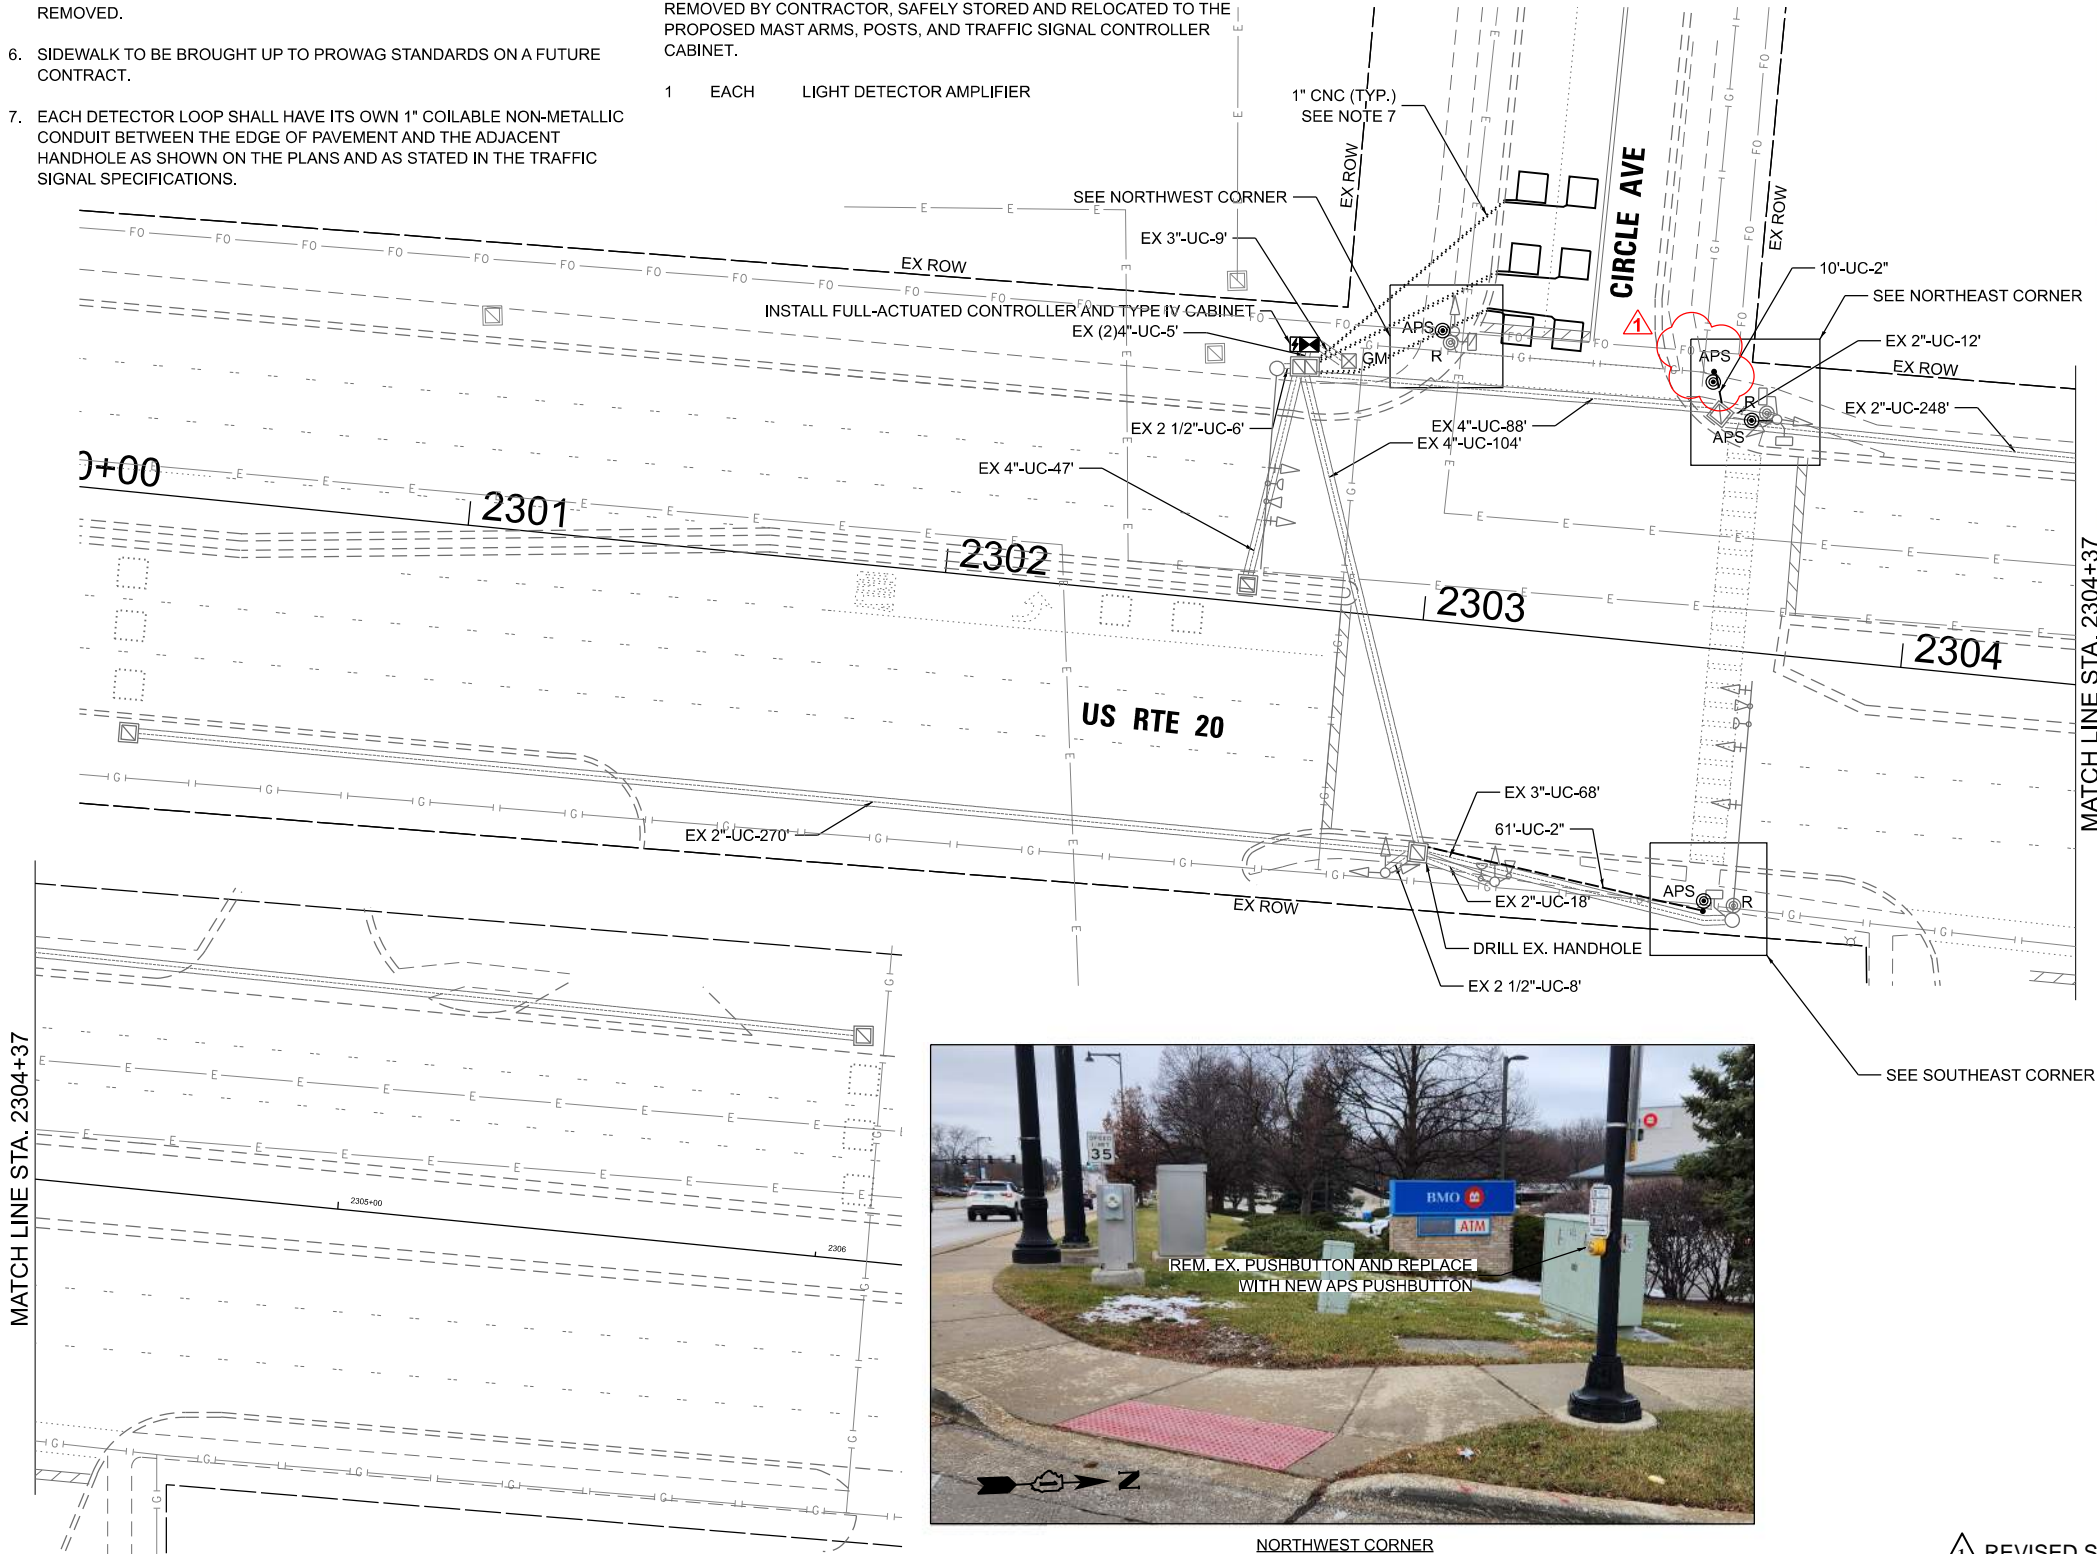 REMOVED.
6. SIDEWALK TO BE BROUGHT UP TO PROWAG STANDARDS ON A FUTURE
CONTRACT.
7. EACH DETECTOR LOOP SHALL HAVE ITS OWN 1" COILABLE NON-METALLIC
CONDUIT BETWEEN THE EDGE OF PAVEMENT AND THE ADJACENT
HANDHOLE AS SHOWN ON THE PLANS AND AS STATED IN THE TRAFFIC
SIGNAL SPECIFICATIONS.
REMOVED BY CONTRACTOR, SAFELY STORED AND RELOCATED TO THE
PROPOSED MAST ARMS, POSTS, AND TRAFFIC SIGNAL CONTROLLER
CABINET.
1 EACH LIGHT DETECTOR AMPLIFIER
1" CNC (TYP.)
SEE NOTE 7
SEE NORTHWEST CORNER
EX 3"-UC-9'
EX ROW
INSTALL FULL-ACTUATED CONTROLLER AND TYPE IV CABINET
EX (2)4"-UC-5'
EX ROW
CIRCLE AVE
EX ROW
10'-UC-2"
SEE NORTHEAST CORNER
1
APS
EX 2"-UC-12'
EX ROW
APS
R
GM
R
APS
EX 2"-UC-248'
EX 2 1/2"-UC-6'
EX 4"-UC-88'
EX 4"-UC-104'
EX 4"-UC-47'
0+00
2301
2302
2303
2304
US RTE 20
MATCH LINE STA. 2304+37
EX 2"-UC-270'
EX 3"-UC-68'
61'-UC-2"
APS
R
EX 2"-UC-18'
EX ROW
DRILL EX. HANDHOLE
EX 2 1/2"-UC-8'
SEE SOUTHEAST CORNER
MATCH LINE STA. 2304+37
2305+00
2306
SPEED
LIMIT
35
BMO
ATM
REM. EX. PUSHBUTTON AND REPLACE
WITH NEW APS PUSHBUTTON
N
NORTHWEST CORNER
1 REVISED S